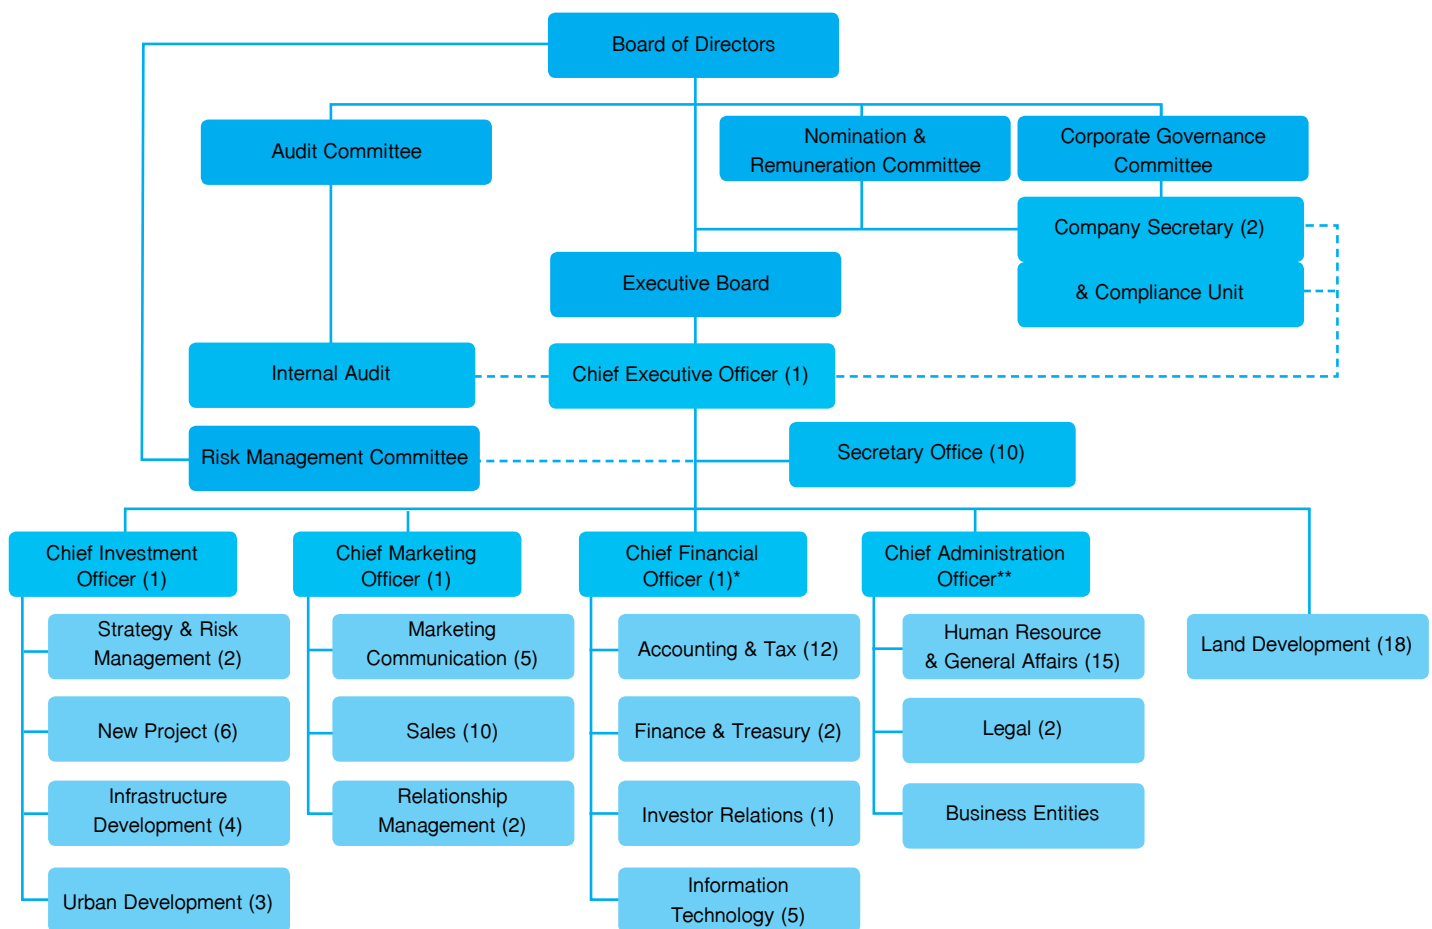 Board of Directors
Audit Committee
Nomination &
Remuneration Committee
Corporate Governance
Committee
Company Secretary (2)
& Compliance Unit
Executive Board
Internal Audit
Chief Executive Officer (1)
Risk Management Committee
Secretary Office (10)
Chief Investment
Officer (1)
Chief Marketing
Officer (1)
Chief Financial
Officer (1)*
Chief Administration
Officer**
Strategy & Risk
Management (2)
New Project (6)
Infrastructure
Development (4)
Urban Development (3)
Marketing
Communication (5)
Sales (10)
Relationship
Management (2)
Accounting & Tax (12)
Finance & Treasury (2)
Investor Relations (1)
Information
Technology (5)
Human Resource
& General Affairs (15)
Legal (2)
Business Entities
Land Development (18)